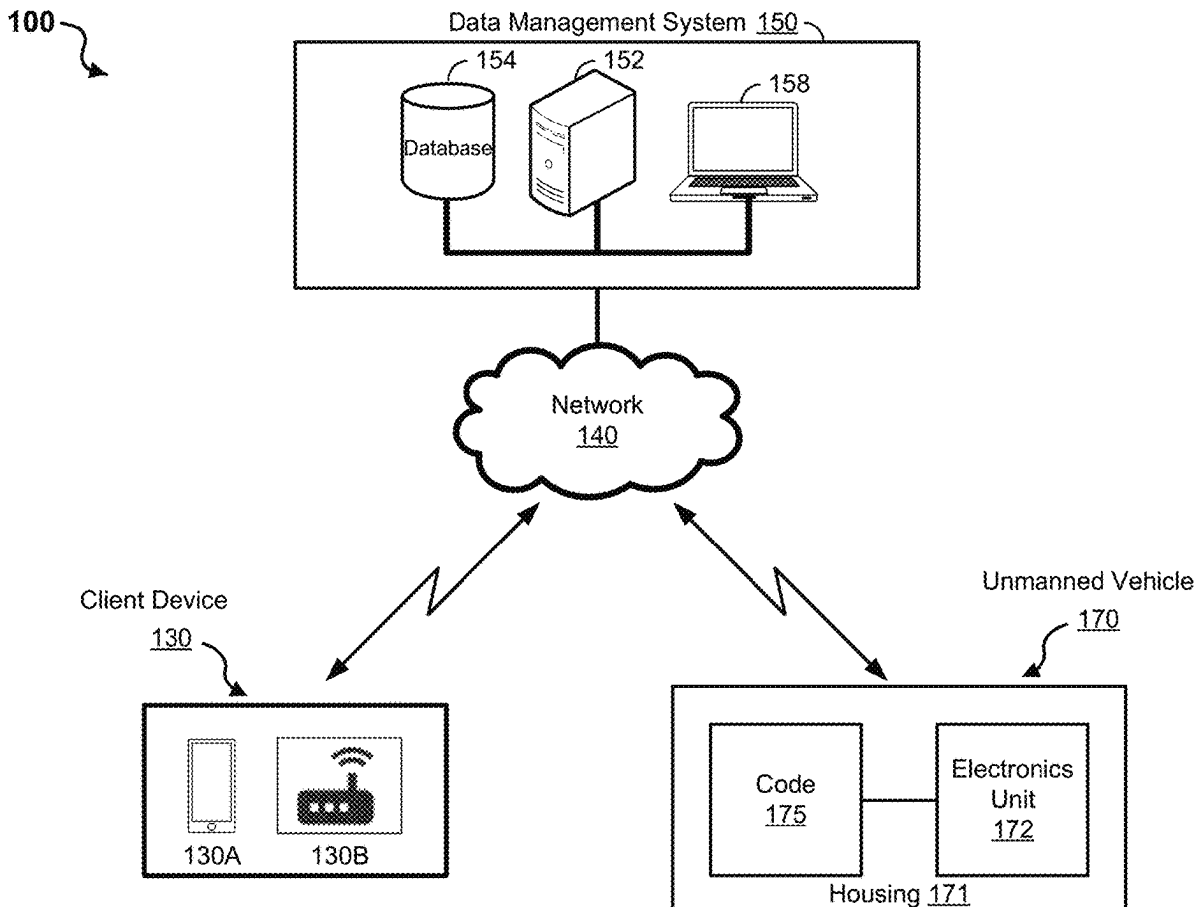 100
Data Management System 150
154
152
158
Database
Network
140
Client Device
130
Unmanned Vehicle
170
130A
130B
Code
175
Electronics
Unit
172
Housing 171